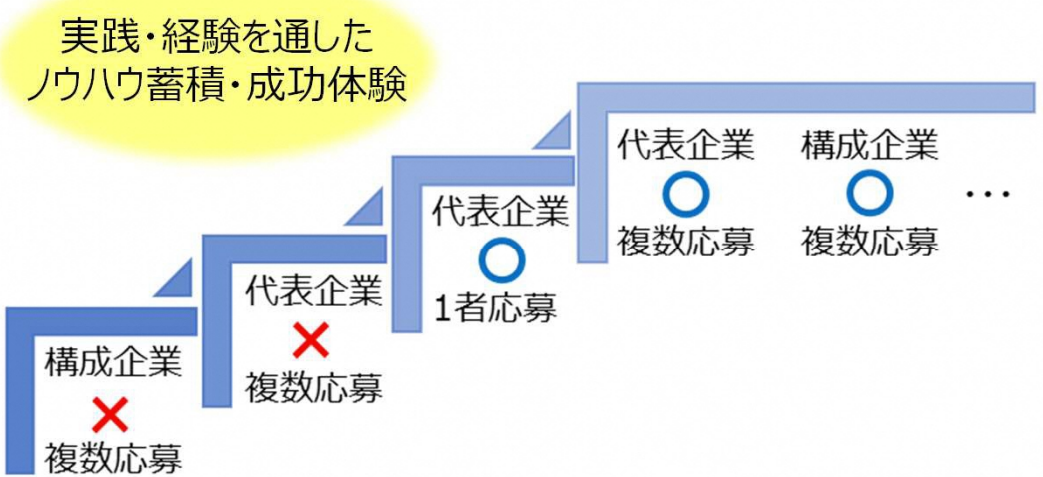 実践・経験を通した
ノウハウ蓄積・成功体験
構成企業
×
複数応募
代表企業
×
複数応募
代表企業
○
1者応募
代表企業
○
複数応募
構成企業
○
複数応募
…